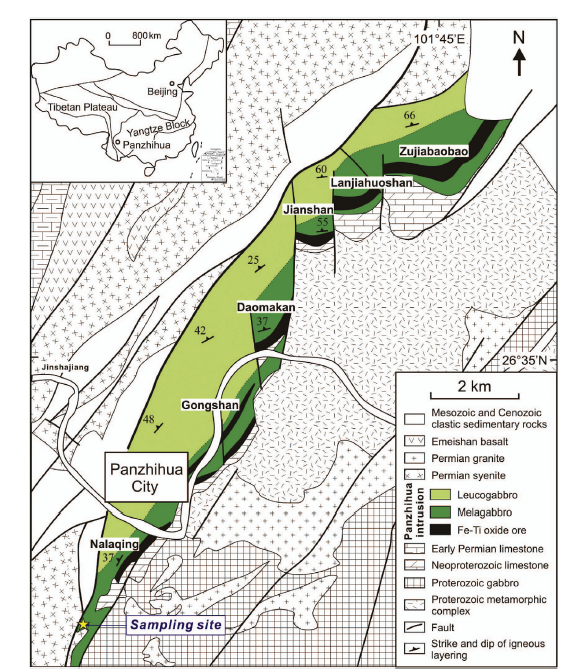 0 800km
Beijing
Tibetan Plateau
Yangtze Block
Panzhihua
101°45'E
N
66
Zujiabaobao
60
Lanjiahuoshan
Jianshan
55
25
Daomakan
37
42
26°35'N
Jinshajiang
2 km
Gongshan
48
Panzhihua
City
Nalaqing
37
Sampling site
Mesozoic and Cenozoic
clastic sedimentary rocks
Emeishan basalt
Permian granite
Permian syenite
Panzhihua
intrusion
Leucogabbro
Melagabbro
Fe-Ti oxide ore
Early Permian limestone
Neoproterozoic limestone
Proterozoic gabbro
Proterozoic metamorphic
complex
Fault
Strike and dip of igneous
layering